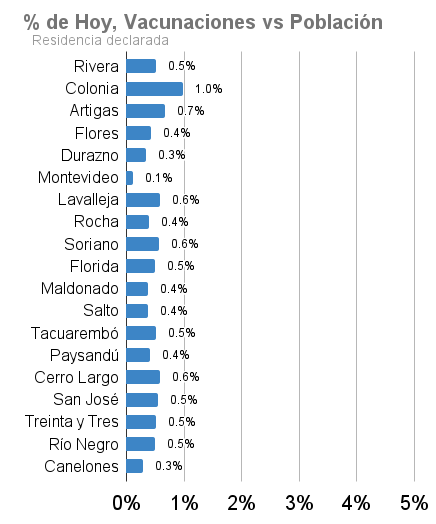 % de Hoy, Vacunaciones vs Población
Residencia declarada
Rivera 0.5%
Colonia 1.0%
Artigas 0.7%
Flores 0.4%
Durazno 0.3%
Montevideo 0.1%
Lavalleja 0.6%
Rocha 0.4%
Soriano 0.6%
Florida 0.5%
Maldonado 0.4%
Salto 0.4%
Tacuarembó 0.5%
Paysandú 0.4%
Cerro Largo 0.6%
San José 0.5%
Treinta y Tres 0.5%
Río Negro 0.5%
Canelones 0.3%
0% 1% 2% 3% 4% 5%